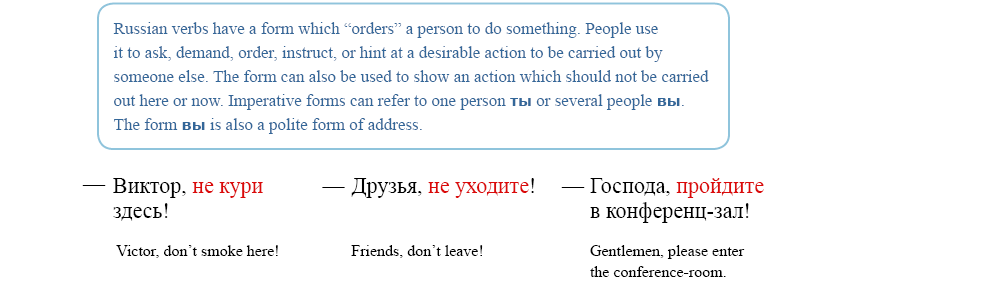 Russian verbs have a form which “orders” a person to do something. People use
it to ask, demand, order, instruct, or hint at a desirable action to be carried out by
someone else. The form can also be used to show an action which should not be carried
out here or now. Imperative forms can refer to one person ты or several people вы.
The form вы is also a polite form of address.
— Виктор, не кури
здесь!
Victor, don’t smoke here!
— Друзья, не уходите!
Friends, don’t leave!
— Господа, пройдите
в конференц-зал!
Gentlemen, please enter
the conference-room.